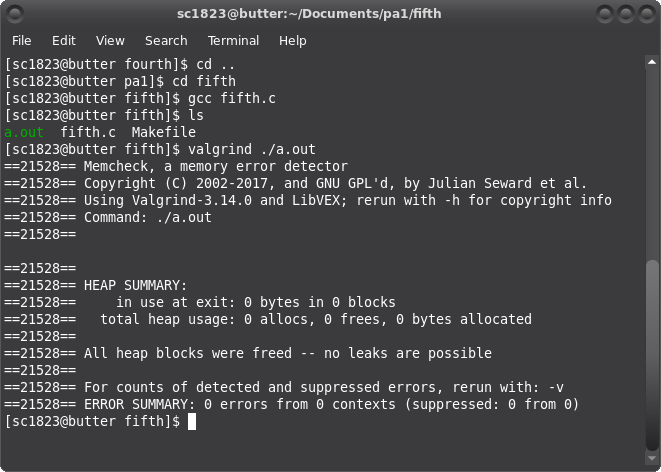 sc1823@butter:~/Documents/pa1/fifth
File Edit View Search Terminal Help
[sc1823@butter fourth]$ cd ..
[sc1823@butter pa1]$ cd fifth
[sc1823@butter fifth]$ gcc fifth.c
[sc1823@butter fifth]$ ls
a.out  fifth.c  Makefile
[sc1823@butter fifth]$ valgrind ./a.out
==21528== Memcheck, a memory error detector
==21528== Copyright (C) 2002-2017, and GNU GPL'd, by Julian Seward et al.
==21528== Using Valgrind-3.14.0 and LibVEX; rerun with -h for copyright info
==21528== Command: ./a.out
==21528==
==21528==
==21528== HEAP SUMMARY:
==21528==     in use at exit: 0 bytes in 0 blocks
==21528==   total heap usage: 0 allocs, 0 frees, 0 bytes allocated
==21528==
==21528== All heap blocks were freed -- no leaks are possible
==21528==
==21528== For counts of detected and suppressed errors, rerun with: -v
==21528== ERROR SUMMARY: 0 errors from 0 contexts (suppressed: 0 from 0)
[sc1823@butter fifth]$